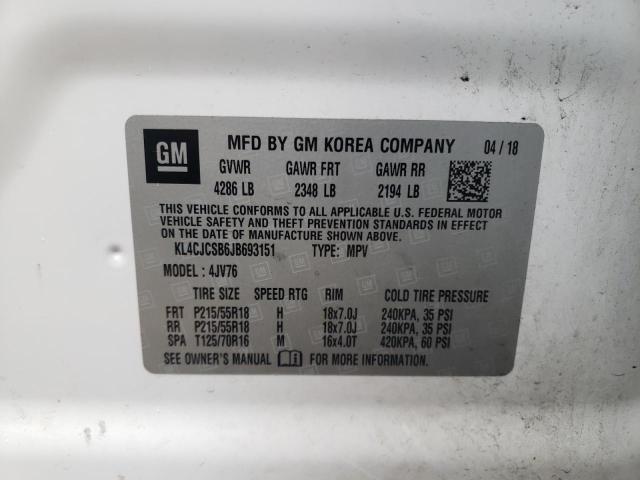 GM MFD BY GM KOREA COMPANY 04 / 18
GVWR GAWR FRT GAWR RR
4286 LB 2348 LB 2194 LB
THIS VEHICLE CONFORMS TO ALL APPLICABLE U.S. FEDERAL MOTOR
VEHICLE SAFETY AND THEFT PREVENTION STANDARDS IN EFFECT ON
THE DATE OF MANUFACTURE SHOWN ABOVE.
KL4CJCSB6JB693151 TYPE: MPV
MODEL : 4JV76
TIRE SIZE SPEED RTG RIM COLD TIRE PRESSURE
FRT P215/55R18 H 18x7.0J 240KPA, 35 PSI
RR P215/55R18 H 18x7.0J 240KPA, 35 PSI
SPA T125/70R16 M 16x4.0T 420KPA, 60 PSI
SEE OWNER'S MANUAL FOR MORE INFORMATION.